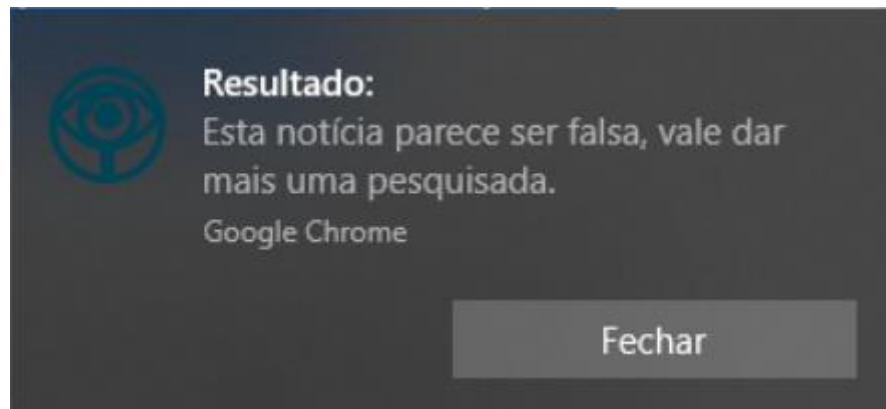 Resultado:
Esta notícia parece ser falsa, vale dar
mais uma pesquisada.
Google Chrome
Fechar